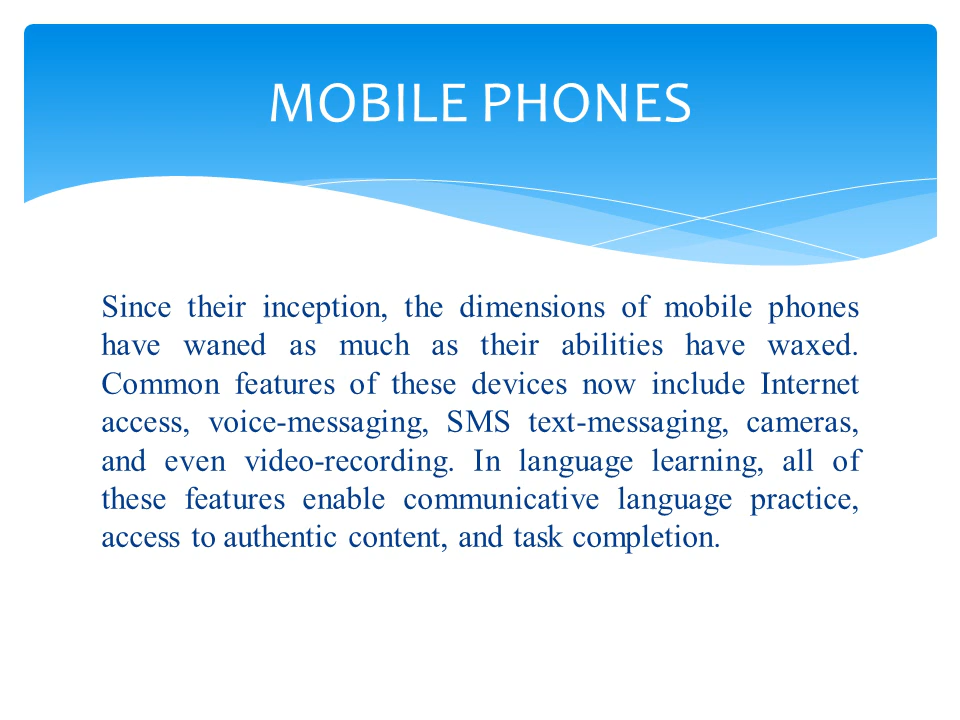 MOBILE PHONES
Since their inception, the dimensions of mobile phones
have waned as much as their abilities have waxed.
Common features of these devices now include Internet
access, voice-messaging, SMS text-messaging, cameras,
and even video-recording. In language learning, all of
these features enable communicative language practice,
access to authentic content, and task completion.